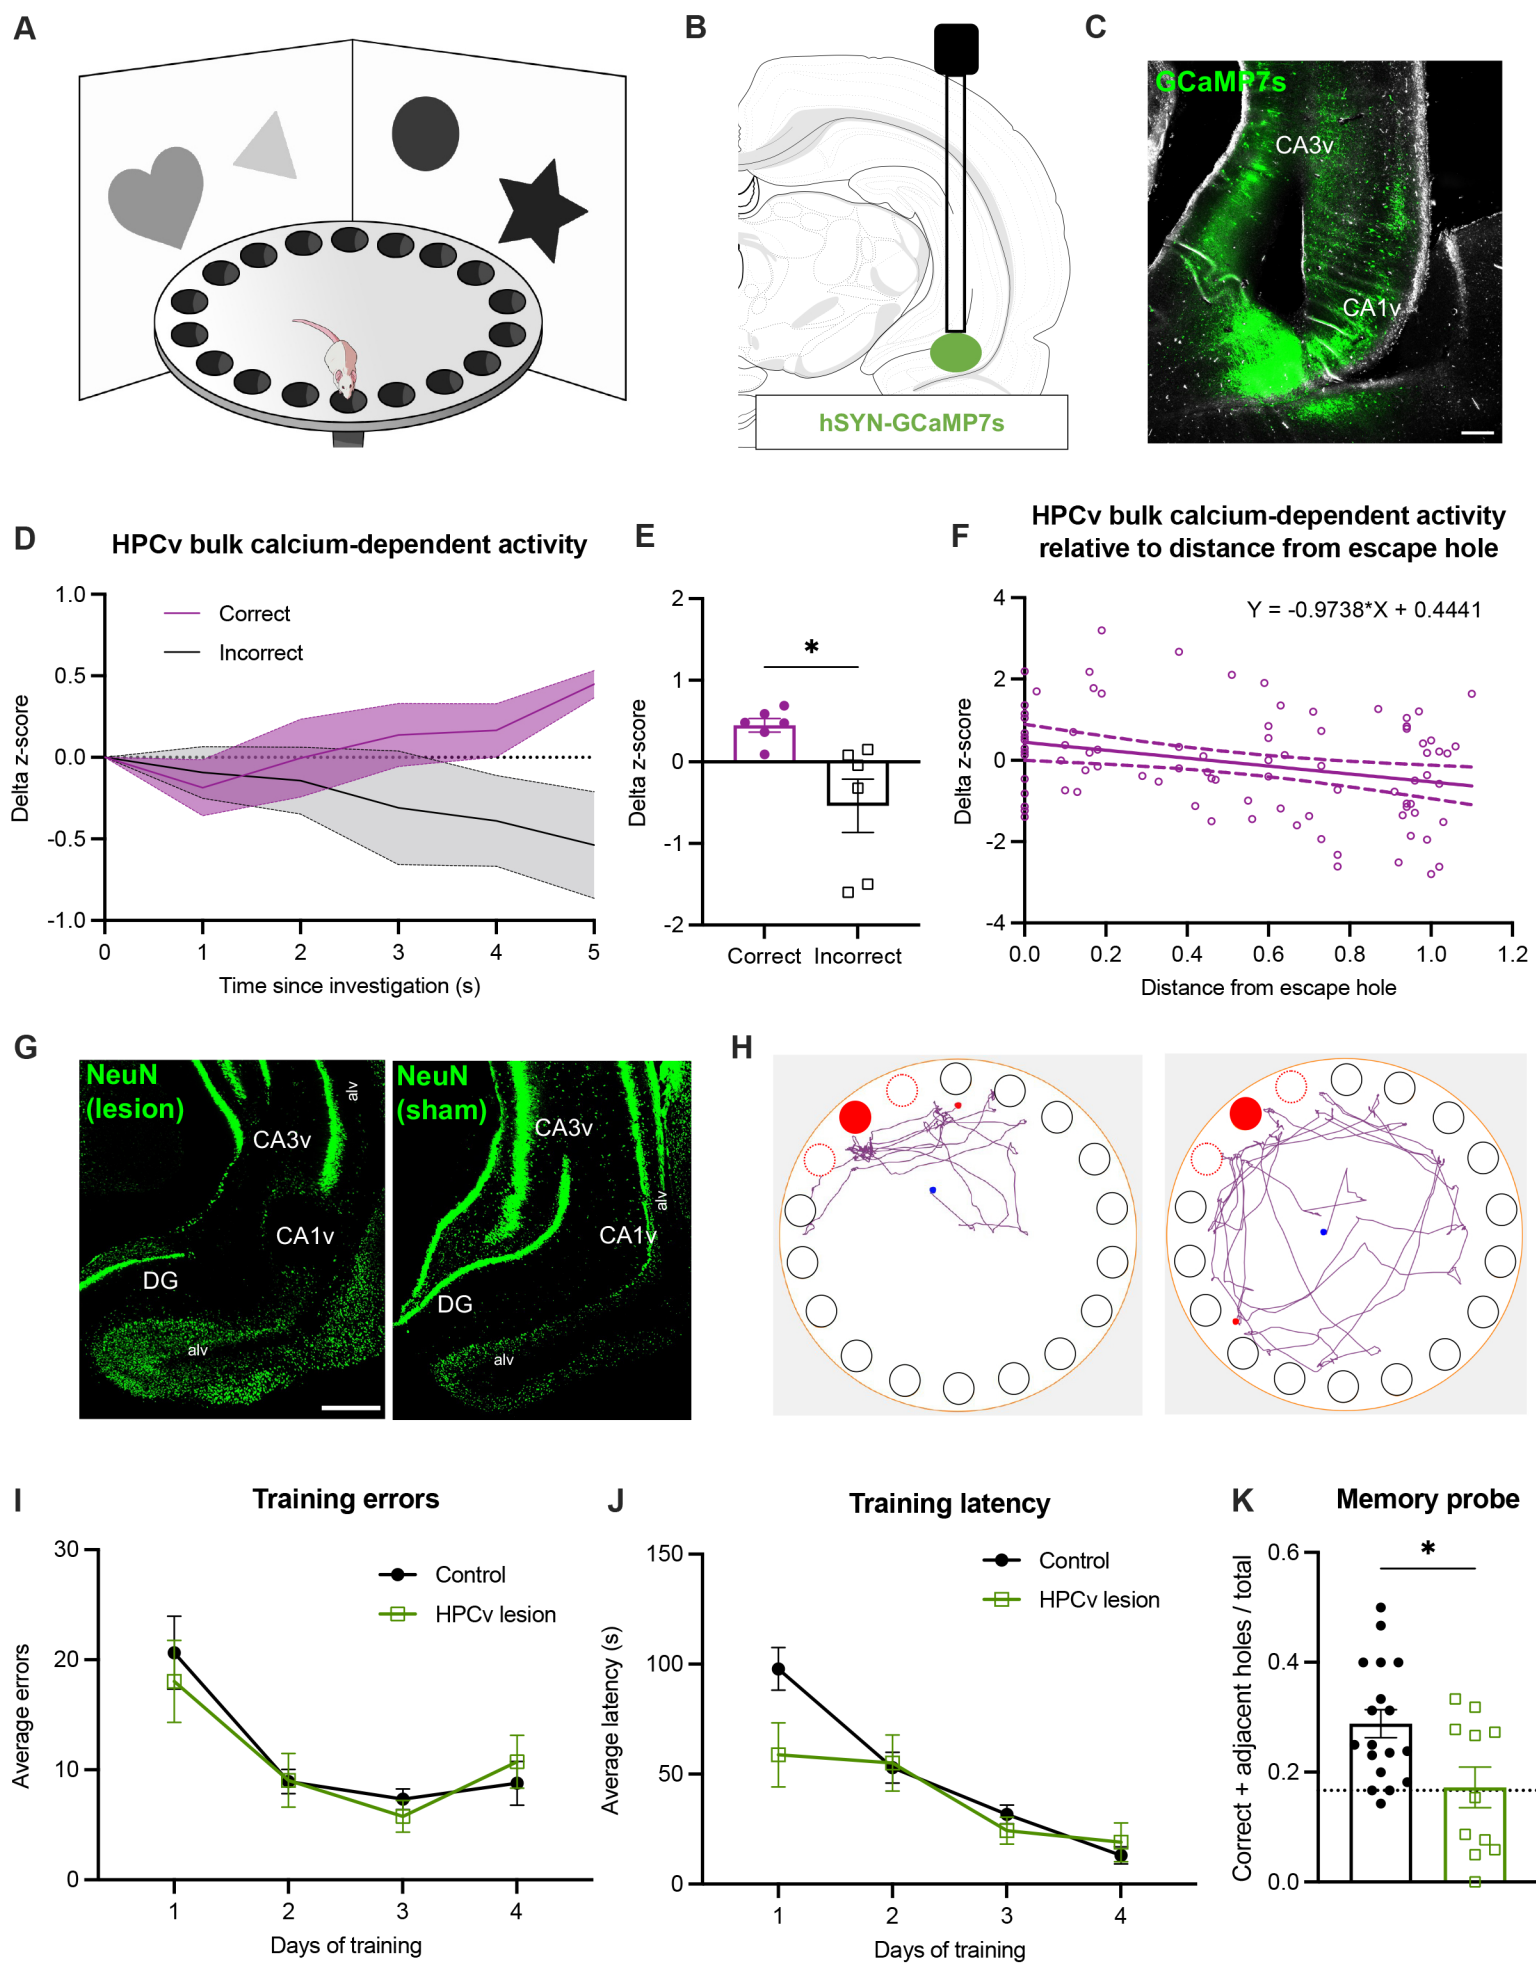 A
B
C
hSYN-GCaMP7s
GCaMP7s
CA3v
CA1v
D
HPCv bulk calcium-dependent activity
Correct
Incorrect
1.0
0.5
0.0
-0.5
-1.0
Delta z-score
0 1 2 3 4 5
Time since investigation (s)
E
*
2
1
0
-1
-2
Delta z-score
Correct Incorrect
F
HPCv bulk calcium-dependent activity
relative to distance from escape hole
Y = -0.9738*X + 0.4441
4
2
0
-2
-4
Delta z-score
0.0 0.2 0.4 0.6 0.8 1.0 1.2
Distance from escape hole
G
NeuN
(lesion)
alv
CA3v
CA1v
DG
alv
NeuN
(sham)
CA3v
alv
CA1v
DG
alv
H
I
Training errors
Control
HPCv lesion
30
20
10
0
Average errors
1 2 3 4
Days of training
J
Training latency
Control
HPCv lesion
150
100
50
0
Average latency (s)
1 2 3 4
Days of training
K
Memory probe
*
0.6
0.4
0.2
0.0
Correct + adjacent holes / total